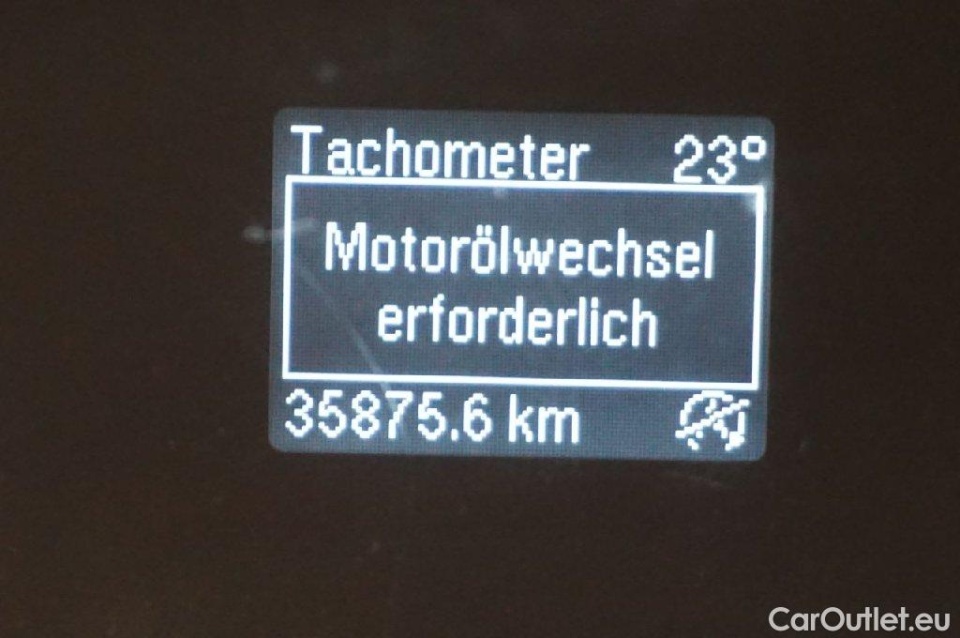 Tachometer 23°
Motorölwechsel
erforderlich
35875.6 km
CarOutlet.eu